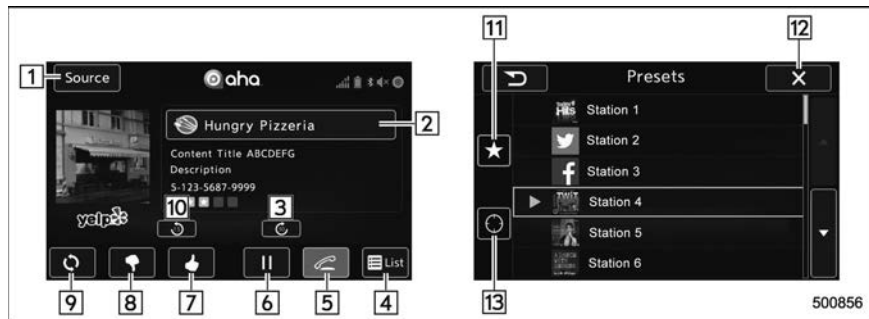 11
12
1
Source
aha
2
Hungry Pizzeria
Content Title ABCDEFG
Description
5-123-5687-9999
10
3
yelp
List
9
8
7
6
5
4
Presets
X
Station 1
Station 2
Station 3
Station 4
Station 5
Station 6
13
500856